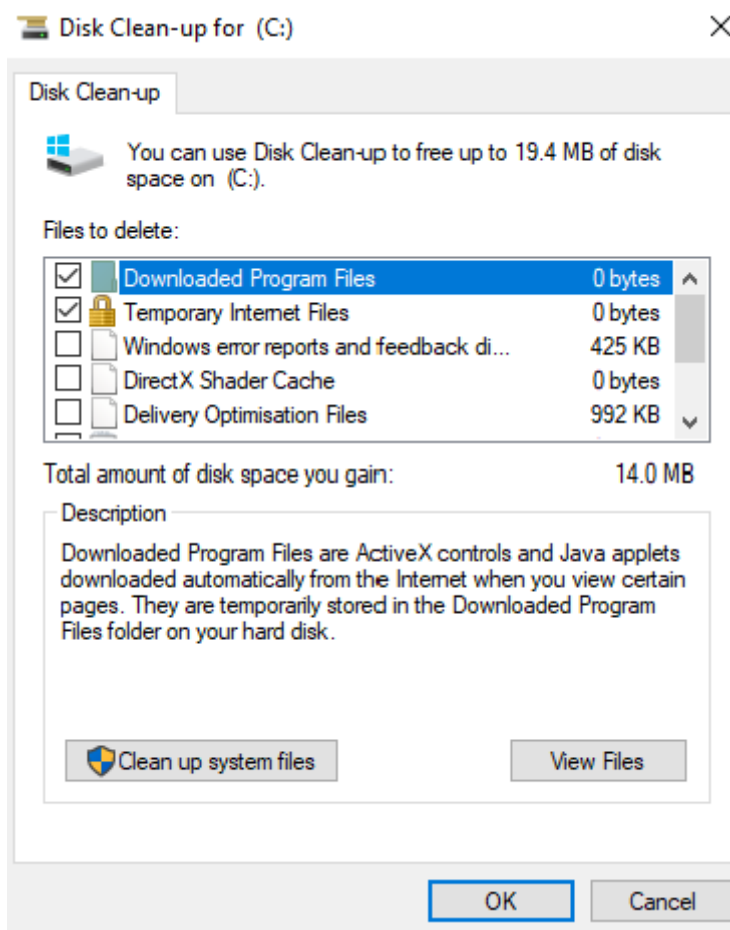 Disk Clean-up for (C:)
Disk Clean-up
You can use Disk Clean-up to free up to 19.4 MB of disk
space on (C:).
Files to delete:
Downloaded Program Files 0 bytes
Temporary Internet Files 0 bytes
Windows error reports and feedback di... 425 KB
DirectX Shader Cache 0 bytes
Delivery Optimisation Files 992 KB
Total amount of disk space you gain: 14.0 MB
Description
Downloaded Program Files are ActiveX controls and Java applets
downloaded automatically from the Internet when you view certain
pages. They are temporarily stored in the Downloaded Program
Files folder on your hard disk.
Clean up system files View Files
OK Cancel